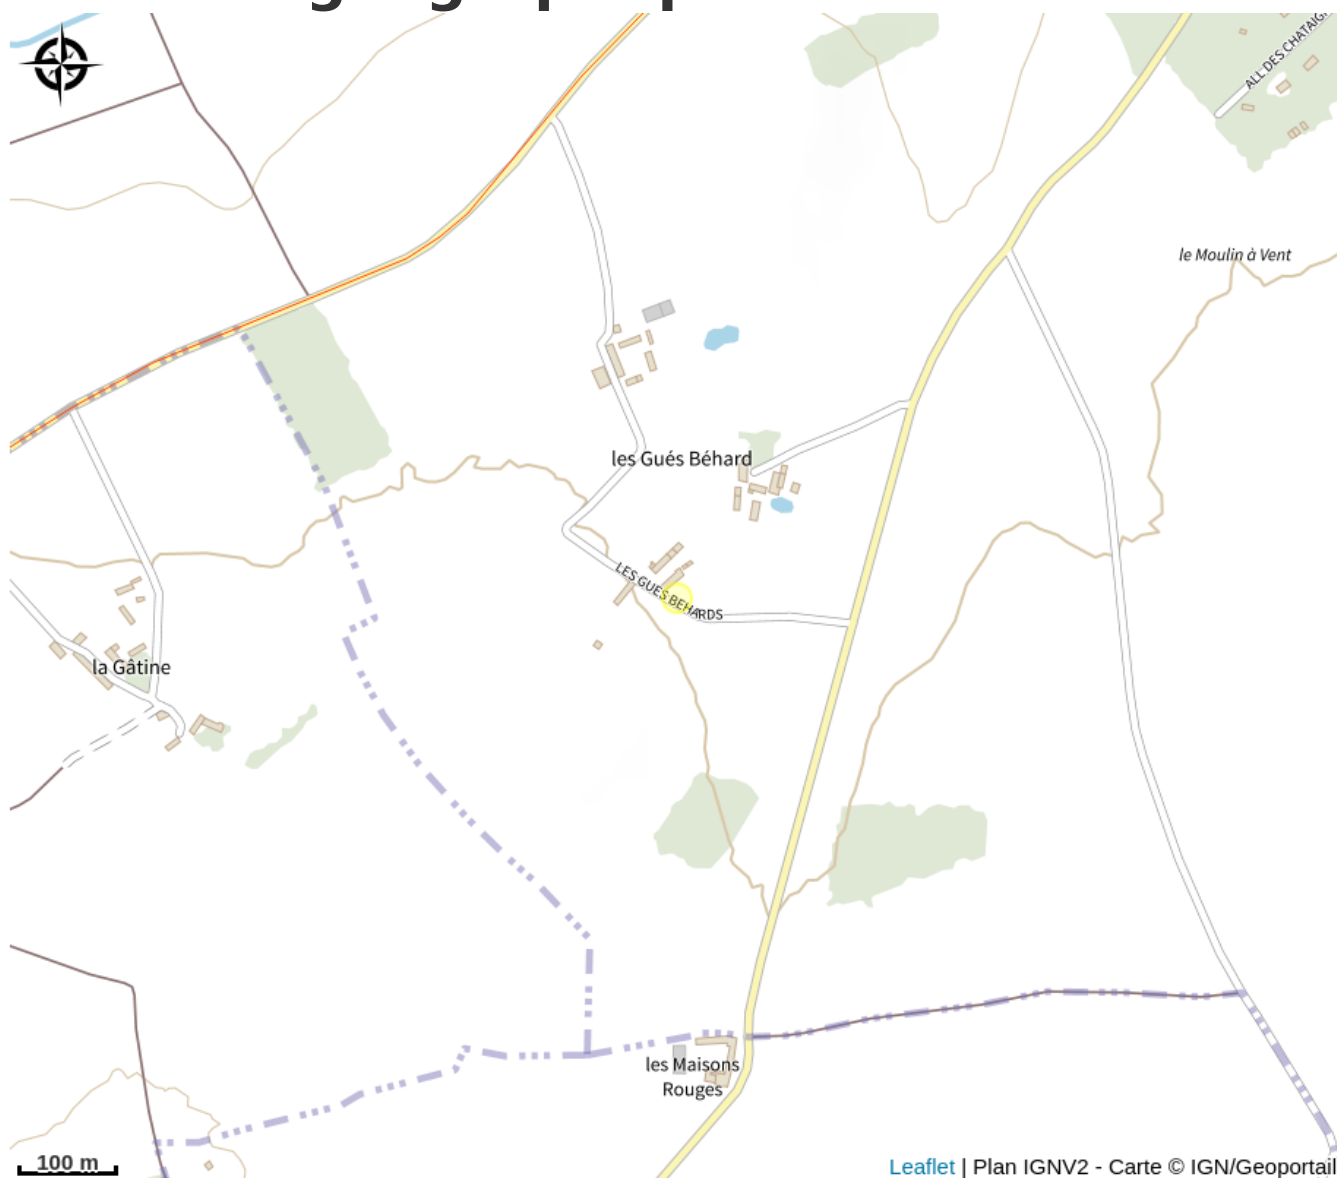 ALL DES CHATAIG
le Moulin à Vent
les Gués Béhard
LES GUES BEHARDS
la Gâtine
les Maisons
Rouges
100 m
Leaflet | Plan IGNV2 - Carte © IGN/Geoportail